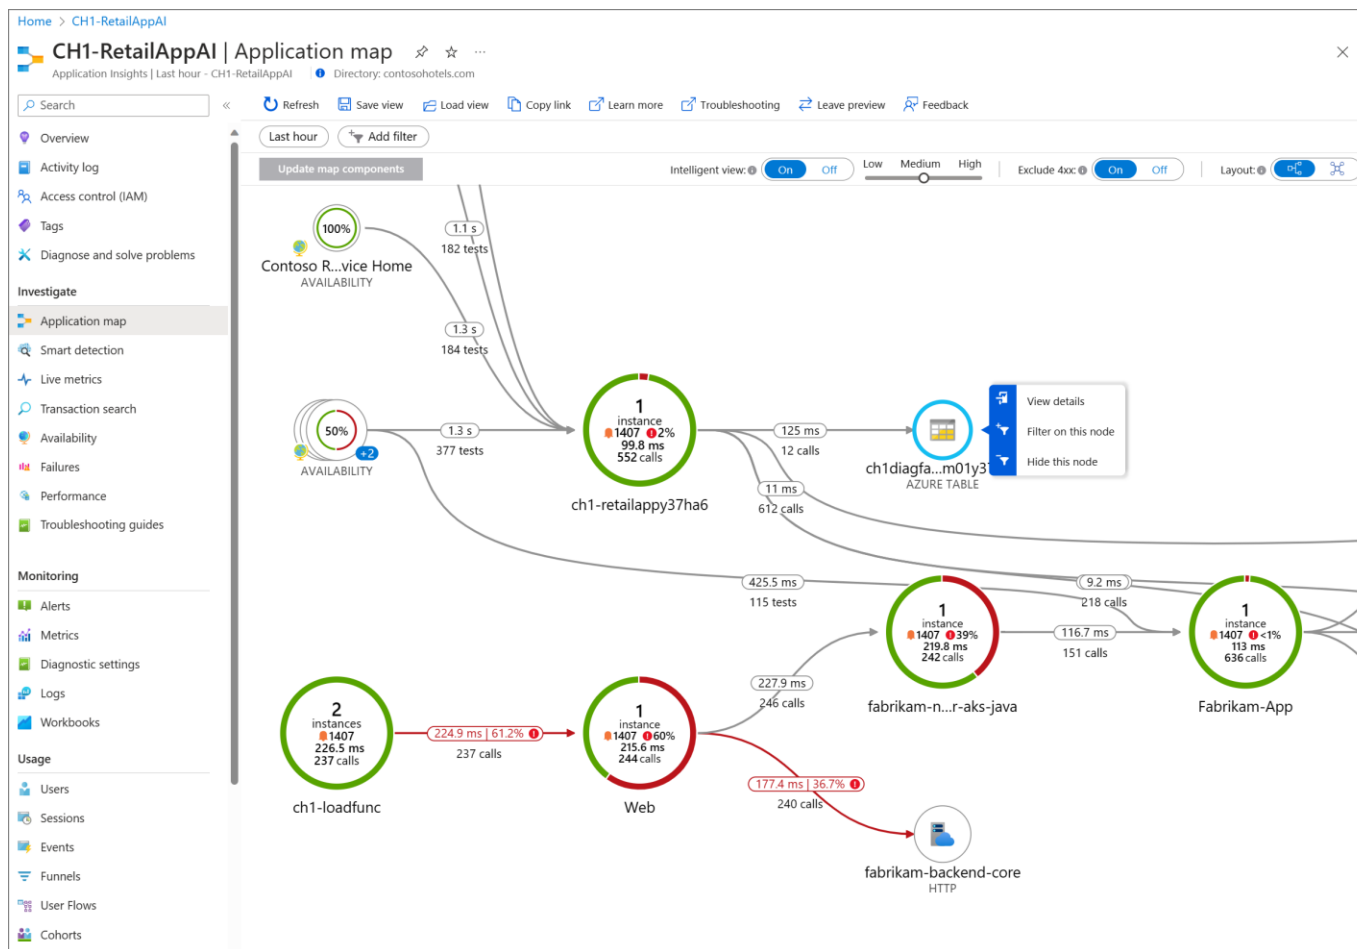 Home > CH1-RetailAppAI
CH1-RetailAppAI | Application map
Application Insights | Last hour - CH1-RetailAppAI Directory: contosohotels.com
Search
Refresh Save view Load view Copy link Learn more Troubleshooting Leave preview Feedback
Last hour Add filter
Update map components Intelligent view: On Off Low Medium High Exclude 4xx: On Off Layout:
Overview
Activity log
Access control (IAM)
Tags
Diagnose and solve problems
Investigate
Application map
Smart detection
Live metrics
Transaction search
Availability
Failures
Performance
Troubleshooting guides
Monitoring
Alerts
Metrics
Diagnostic settings
Logs
Workbooks
Usage
Users
Sessions
Events
Funnels
User Flows
Cohorts
100%
Contoso R...vice Home
AVAILABILITY
1.1 s
182 tests
1.3 s
184 tests
50%
+2
AVAILABILITY
1.3 s
377 tests
1
instance
1407 2%
99.8 ms
552 calls
ch1-retailappy37ha6
125 ms
12 calls
ch1diagfa...m01y37
AZURE TABLE
View details
Filter on this node
Hide this node
11 ms
612 calls
425.5 ms
115 tests
9.2 ms
218 calls
1
instance
1407 39%
219.8 ms
242 calls
fabrikam-n...r-aks-java
116.7 ms
151 calls
1
instance
1407 <1%
113 ms
636 calls
Fabrikam-App
2
instances
1407
226.5 ms
237 calls
ch1-loadfunc
224.9 ms | 61.2%
237 calls
1
instance
1407 60%
215.6 ms
244 calls
Web
227.9 ms
246 calls
177.4 ms | 36.7%
240 calls
fabrikam-backend-core
HTTP